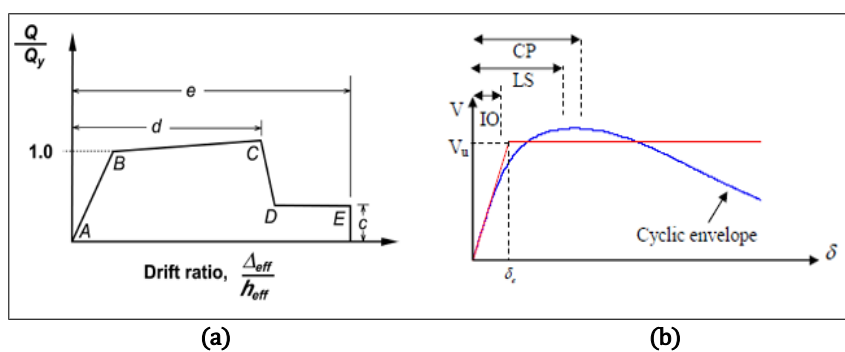 Q
Q_y
e
d
1.0
A
B
C
D
E
c
Drift ratio, Δ_eff
h_eff
CP
LS
V
IO
V_u
Cyclic envelope
δ
δ_e
(a)
(b)